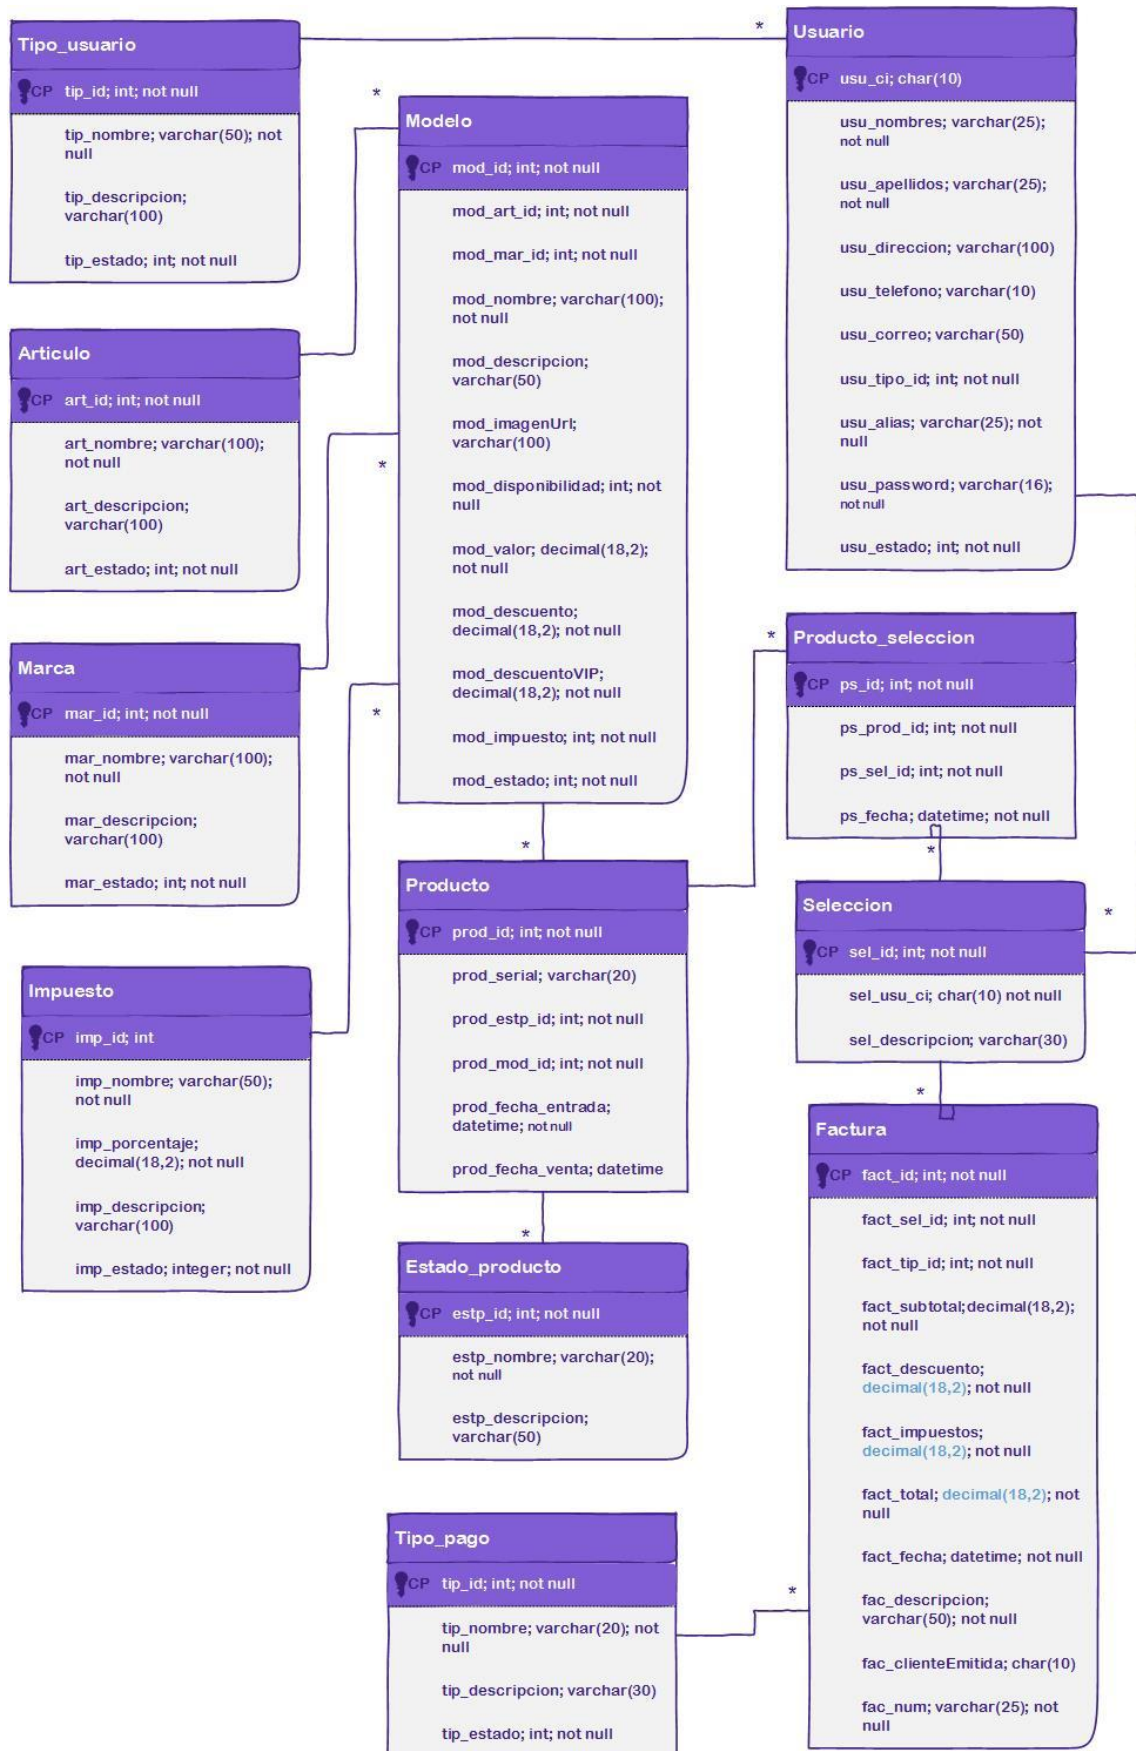 Tipo_usuario
CP tip_id; int; not null
tip_nombre; varchar(50); not
null
tip_descripcion;
varchar(100)
tip_estado; int; not null
*
Usuario
CP usu_ci; char(10)
usu_nombres; varchar(25);
not null
usu_apellidos; varchar(25);
not null
usu_direccion; varchar(100)
usu_telefono; varchar(10)
usu_correo; varchar(50)
usu_tipo_id; int; not null
usu_alias; varchar(25); not
null
usu_password; varchar(16);
not null
usu_estado; int; not null
*
Modelo
CP mod_id; int; not null
mod_art_id; int; not null
mod_mar_id; int; not null
mod_nombre; varchar(100);
not null
mod_descripcion;
varchar(50)
mod_imagenUrl;
varchar(100)
mod_disponibilidad; int; not
null
mod_valor; decimal(18,2);
not null
mod_descuento;
decimal(18,2); not null
mod_descuentoVIP;
decimal(18,2); not null
mod_impuesto; int; not null
mod_estado; int; not null
Articulo
CP art_id; int; not null
art_nombre; varchar(100);
not null
art_descripcion;
varchar(100)
art_estado; int; not null
*
Marca
CP mar_id; int; not null
mar_nombre; varchar(100);
not null
mar_descripcion;
varchar(100)
mar_estado; int; not null
*
*
Producto_seleccion
CP ps_id; int; not null
ps_prod_id; int; not null
ps_sel_id; int; not null
ps_fecha; datetime; not null
*
*
Producto
CP prod_id; int; not null
prod_serial; varchar(20)
prod_estp_id; int; not null
prod_mod_id; int; not null
prod_fecha_entrada;
datetime; not null
prod_fecha_venta; datetime
Seleccion
CP sel_id; int; not null
sel_usu_ci; char(10) not null
sel_descripcion; varchar(30)
*
Impuesto
CP imp_id; int
imp_nombre; varchar(50);
not null
imp_porcentaje;
decimal(18,2); not null
imp_descripcion;
varchar(100)
imp_estado; integer; not null
*
*
Estado_producto
CP estp_id; int; not null
estp_nombre; varchar(20);
not null
estp_descripcion;
varchar(50)
Factura
CP fact_id; int; not null
fact_sel_id; int; not null
fact_tip_id; int; not null
fact_subtotal;decimal(18,2);
not null
fact_descuento;
decimal(18,2); not null
fact_impuestos;
decimal(18,2); not null
fact_total; decimal(18,2); not
null
fact_fecha; datetime; not null
fac_descripcion;
varchar(50); not null
fac_clienteEmitida; char(10)
fac_num; varchar(25); not
null
Tipo_pago
CP tip_id; int; not null
tip_nombre; varchar(20); not
null
tip_descripcion; varchar(30)
tip_estado; int; not null
*